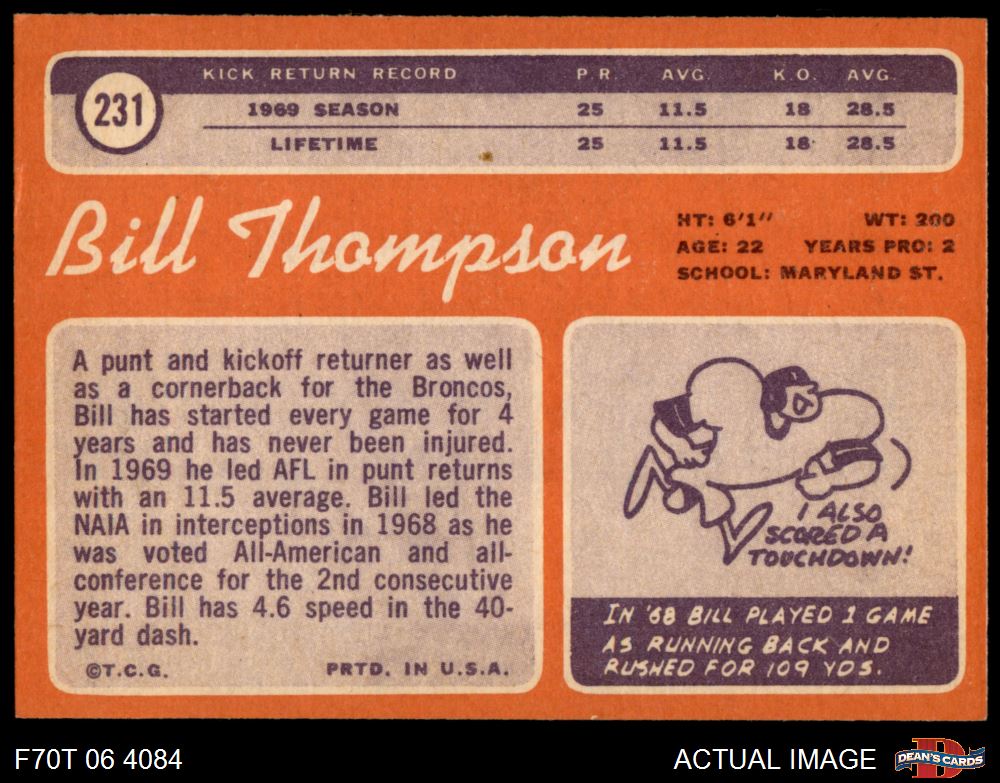 231
KICK RETURN RECORD P.R. AVG. K.O. AVG.
1969 SEASON 25 11.5 18 28.5
LIFETIME 25 11.5 18 28.5
Bill Thompson
HT: 6'1" WT: 200
AGE: 22 YEARS PRO: 2
SCHOOL: MARYLAND ST.
A punt and kickoff returner as well
as a cornerback for the Broncos,
Bill has started every game for 4
years and has never been injured.
In 1969 he led AFL in punt returns
with an 11.5 average. Bill led the
NAIA in interceptions in 1968 as he
was voted All-American and all-
conference for the 2nd consecutive
year. Bill has 4.6 speed in the 40-
yard dash.
©T.C.G. PRTD. IN U.S.A.
I ALSO
SCORED A
TOUCHDOWN!
IN '68 BILL PLAYED 1 GAME
AS RUNNING BACK AND
RUSHED FOR 109 YDS.
F70T 06 4084 ACTUAL IMAGE D DEAN'S CARDS